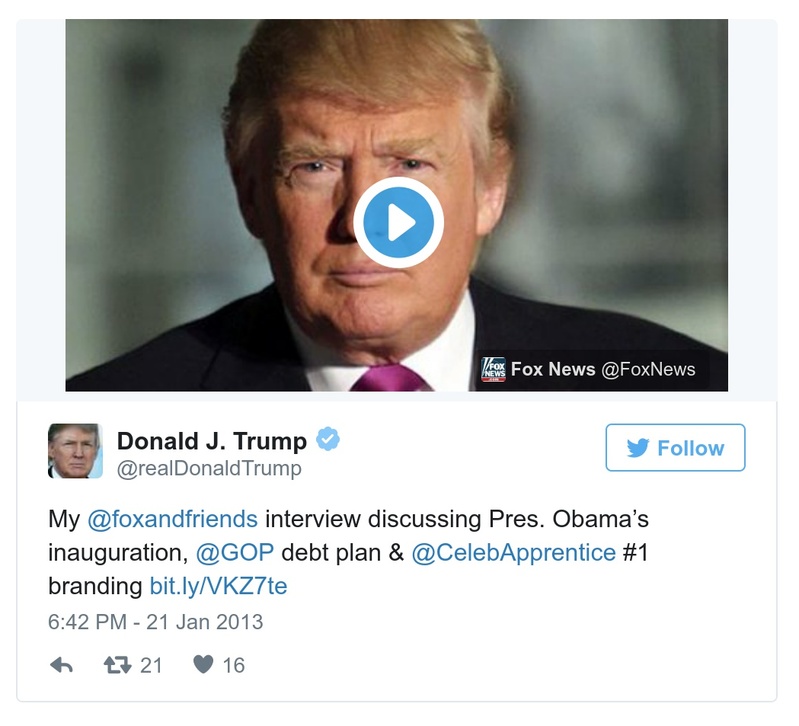 FOX
NEWS
Fox News @FoxNews
Donald J. Trump
@realDonaldTrump
Follow
My @foxandfriends interview discussing Pres. Obama’s
inauguration, @GOP debt plan & @CelebApprentice #1
branding bit.ly/VKZ7te
6:42 PM - 21 Jan 2013
21 16